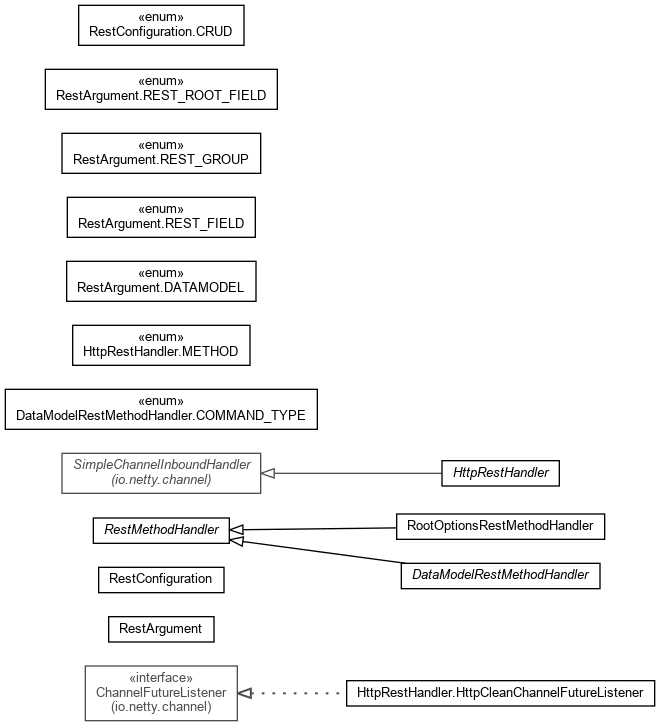 «enum»
RestConfiguration.CRUD
«enum»
RestArgument.REST_ROOT_FIELD
«enum»
RestArgument.REST_GROUP
«enum»
RestArgument.REST_FIELD
«enum»
RestArgument.DATAMODEL
«enum»
HttpRestHandler.METHOD
«enum»
DataModelRestMethodHandler.COMMAND_TYPE
SimpleChannelInboundHandler
(io.netty.channel)
HttpRestHandler
RestMethodHandler
RootOptionsRestMethodHandler
DataModelRestMethodHandler
RestConfiguration
RestArgument
«interface»
ChannelFutureListener
(io.netty.channel)
HttpRestHandler.HttpCleanChannelFutureListener